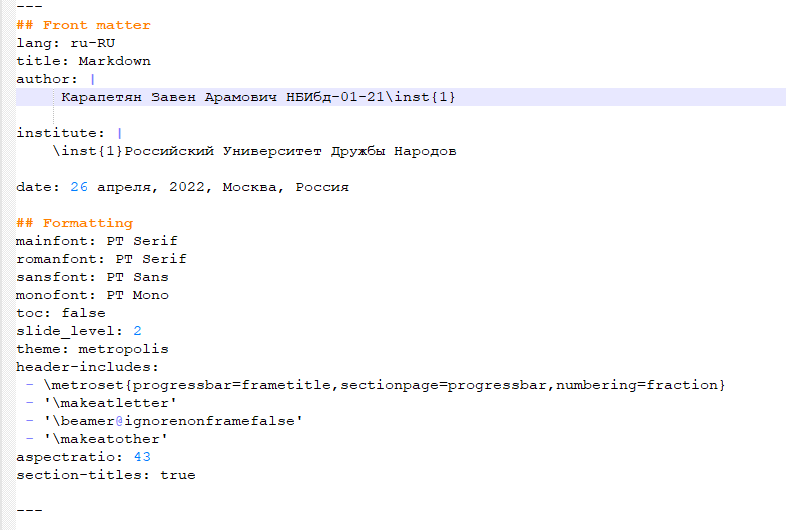 ---
## Front matter
lang: ru-RU
title: Markdown
author: |
Карапетян Завен Арамович НБИбд-01-21\inst{1}
institute: |
\inst{1}Российский Университет Дружбы Народов
date: 26 апреля, 2022, Москва, Россия
## Formatting
mainfont: PT Serif
romanfont: PT Serif
sansfont: PT Sans
monofont: PT Mono
toc: false
slide_level: 2
theme: metropolis
header-includes:
- \metroset{progressbar=frametitle,sectionpage=progressbar,numbering=fraction}
- '\makeatletter'
- '\beamer@ignorenonframefalse'
- '\makeatother'
aspectratio: 43
section-titles: true
---